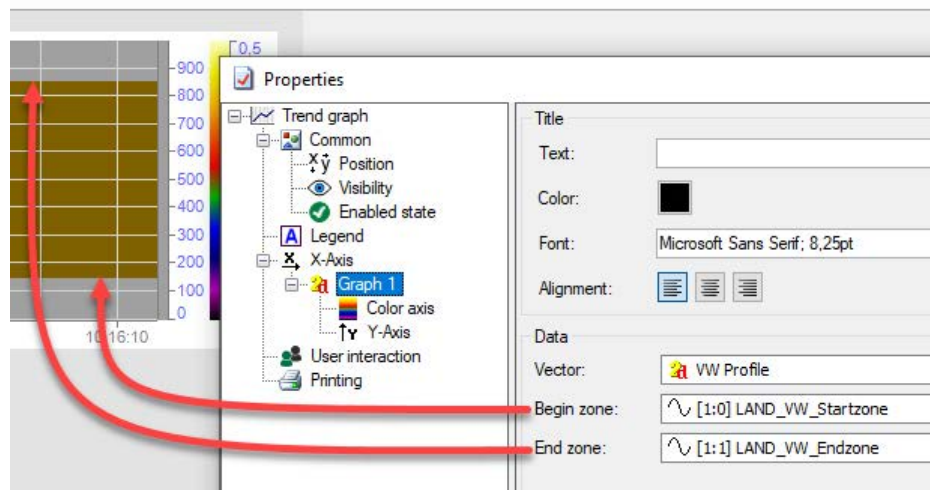 0,5
900
800
700
600
500
400
300
200
100
0
10:16:10
Properties
Trend graph
Common
Position
Visibility
Enabled state
Legend
X-Axis
Graph 1
Color axis
Y-Axis
User interaction
Printing
Title
Text:
Color:
Font: Microsoft Sans Serif; 8,25pt
Alignment:
Data
Vector: VW Profile
Begin zone: [1:0] LAND_VW_Startzone
End zone: [1:1] LAND_VW_Endzone